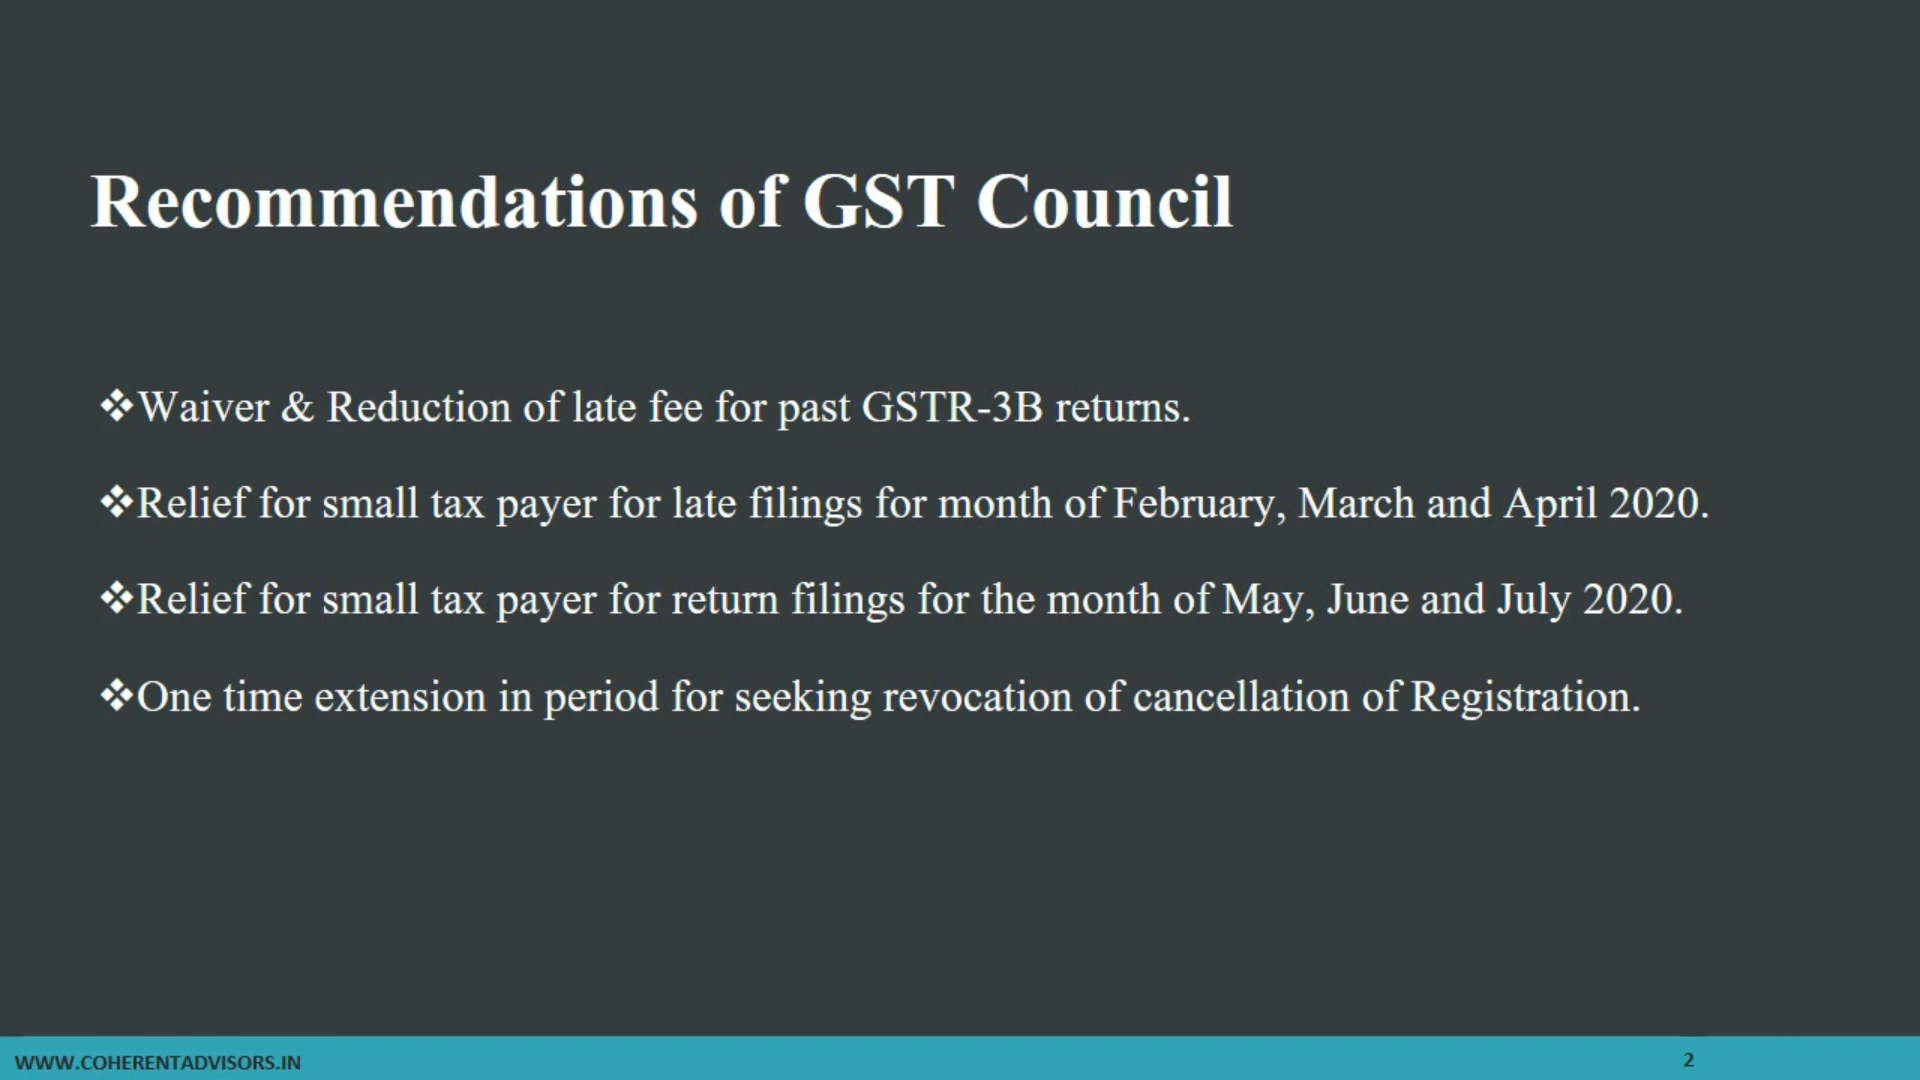 Recommendations of GST Council
❖Waiver & Reduction of late fee for past GSTR-3B returns.
❖Relief for small tax payer for late filings for month of February, March and April 2020.
❖Relief for small tax payer for return filings for the month of May, June and July 2020.
❖One time extension in period for seeking revocation of cancellation of Registration.
WWW.COHERENTADVISORS.IN
2